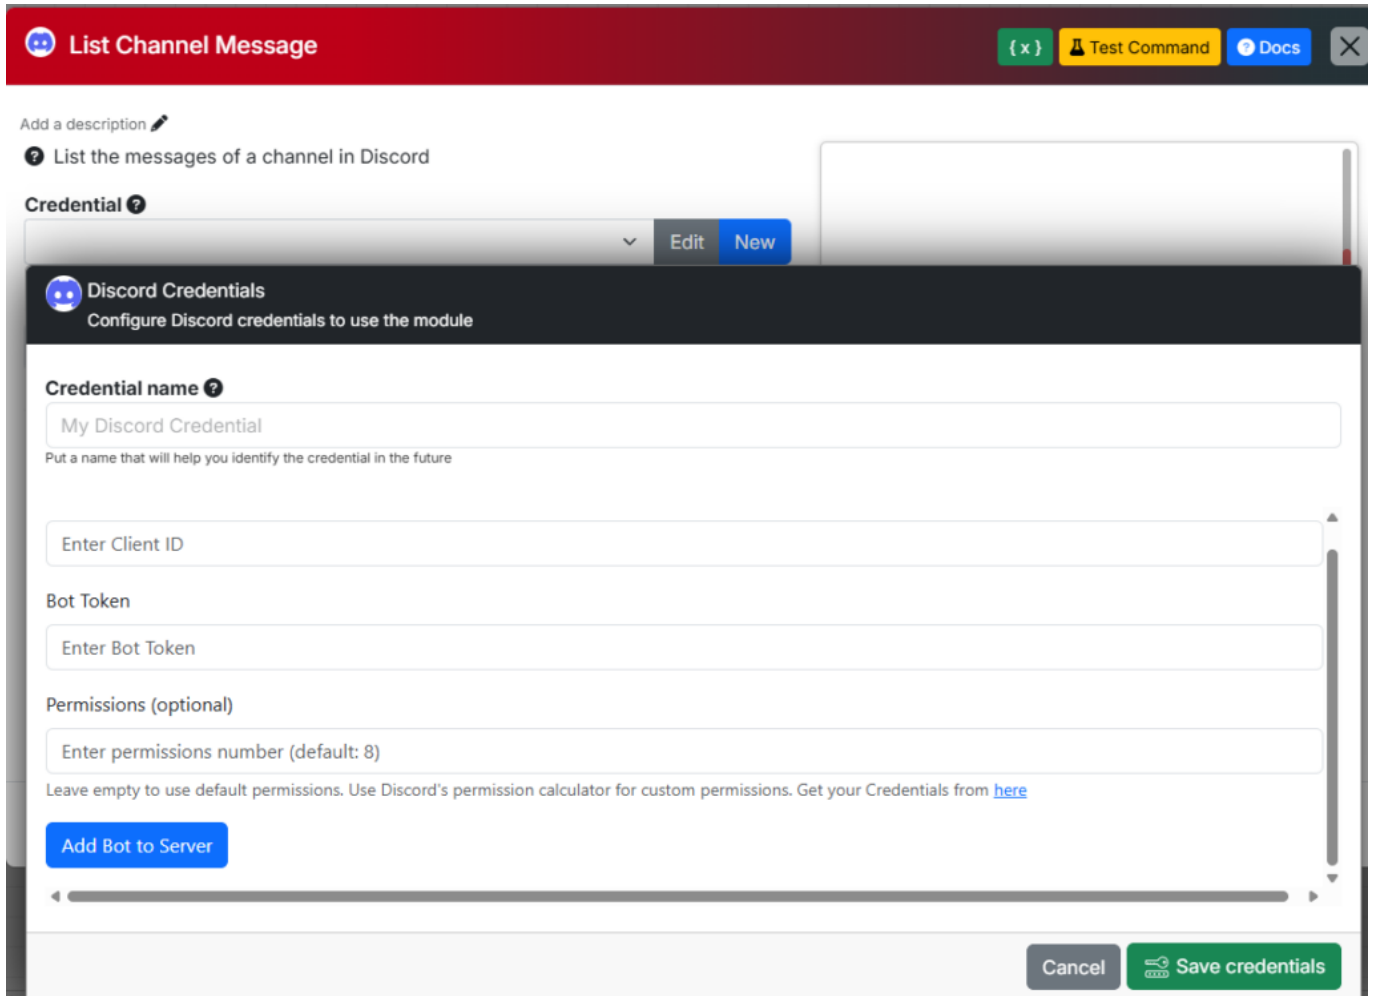 List Channel Message
{x} Test Command Docs
Add a description
List the messages of a channel in Discord
Credential
Edit New
Discord Credentials
Configure Discord credentials to use the module
Credential name
My Discord Credential
Put a name that will help you identify the credential in the future
Enter Client ID
Bot Token
Enter Bot Token
Permissions (optional)
Enter permissions number (default: 8)
Leave empty to use default permissions. Use Discord's permission calculator for custom permissions. Get your Credentials from here
Add Bot to Server
Cancel Save credentials